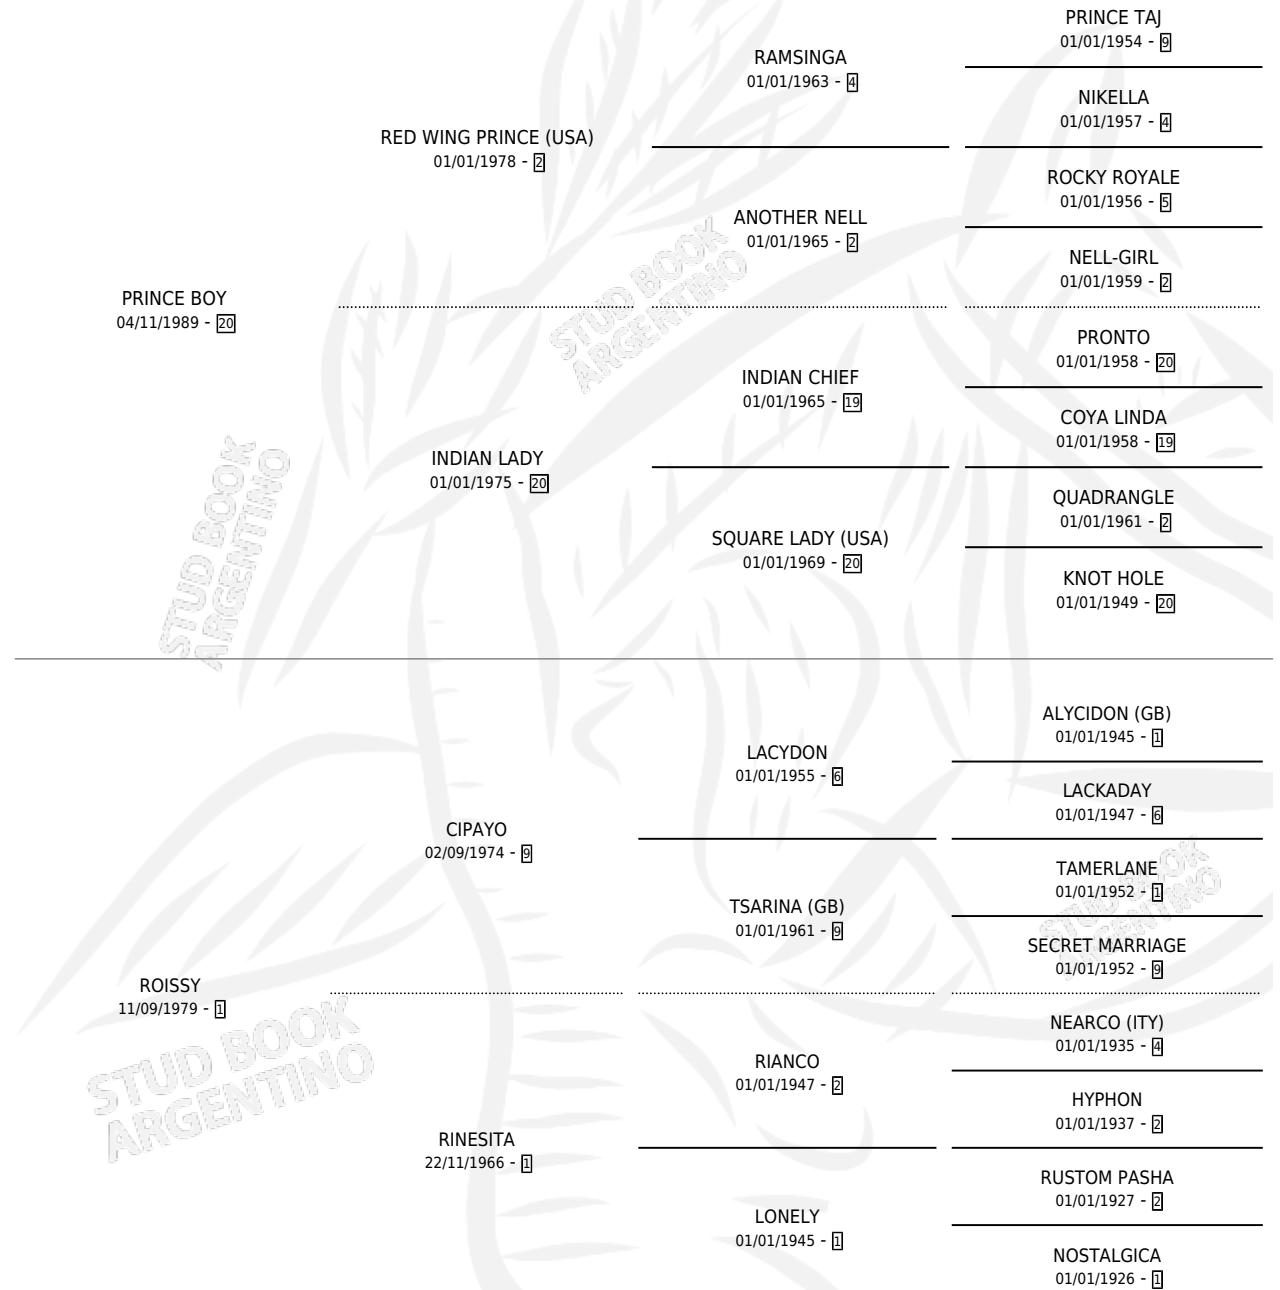 PRINCE TAJ
01/01/1954 - 9
RAMSINGA
01/01/1963 - 4
NIKELLA
01/01/1957 - 4
RED WING PRINCE (USA)
01/01/1978 - 2
ROCKY ROYALE
01/01/1956 - 5
ANOTHER NELL
01/01/1965 - 2
NELL-GIRL
01/01/1959 - 2
PRINCE BOY
04/11/1989 - 20
PRONTO
01/01/1958 - 20
INDIAN CHIEF
01/01/1965 - 19
COYA LINDA
01/01/1958 - 19
INDIAN LADY
01/01/1975 - 20
QUADRANGLE
01/01/1961 - 2
SQUARE LADY (USA)
01/01/1969 - 20
KNOT HOLE
01/01/1949 - 20
STUD BOOK
ARGENTINO
STUD BOOK
ARGENTINO
ALYCIDON (GB)
01/01/1945 - 1
LACYDON
01/01/1955 - 6
LACKADAY
01/01/1947 - 6
CIPAYO
02/09/1974 - 9
TAMERLANE
01/01/1952 - 1
TSARINA (GB)
01/01/1961 - 9
SECRET MARRIAGE
01/01/1952 - 9
STUD BOOK
ARGENTINO
ROISSY
11/09/1979 - 1
NEARCO (ITY)
01/01/1935 - 4
RIANCO
01/01/1947 - 2
HYPHON
01/01/1937 - 2
STUD BOOK
ARGENTINO
RINESITA
22/11/1966 - 1
RUSTOM PASHA
01/01/1927 - 2
LONELY
01/01/1945 - 1
NOSTALGICA
01/01/1926 - 1